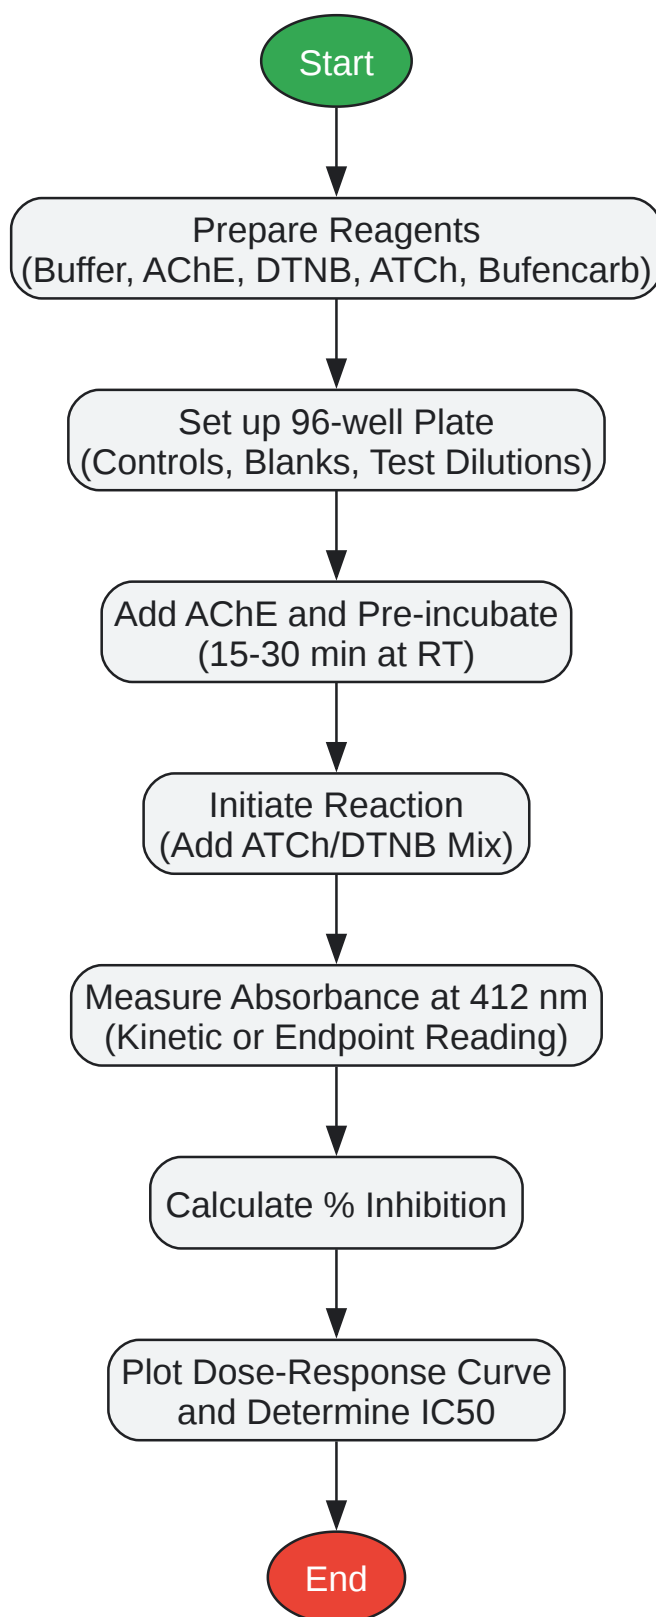 Start
Prepare Reagents
(Buffer, AChE, DTNB, ATCh, Bufencarb)
Set up 96-well Plate
(Controls, Blanks, Test Dilutions)
Add AChE and Pre-incubate
(15-30 min at RT)
Initiate Reaction
(Add ATCh/DTNB Mix)
Measure Absorbance at 412 nm
(Kinetic or Endpoint Reading)
Calculate % Inhibition
Plot Dose-Response Curve
and Determine IC50
End